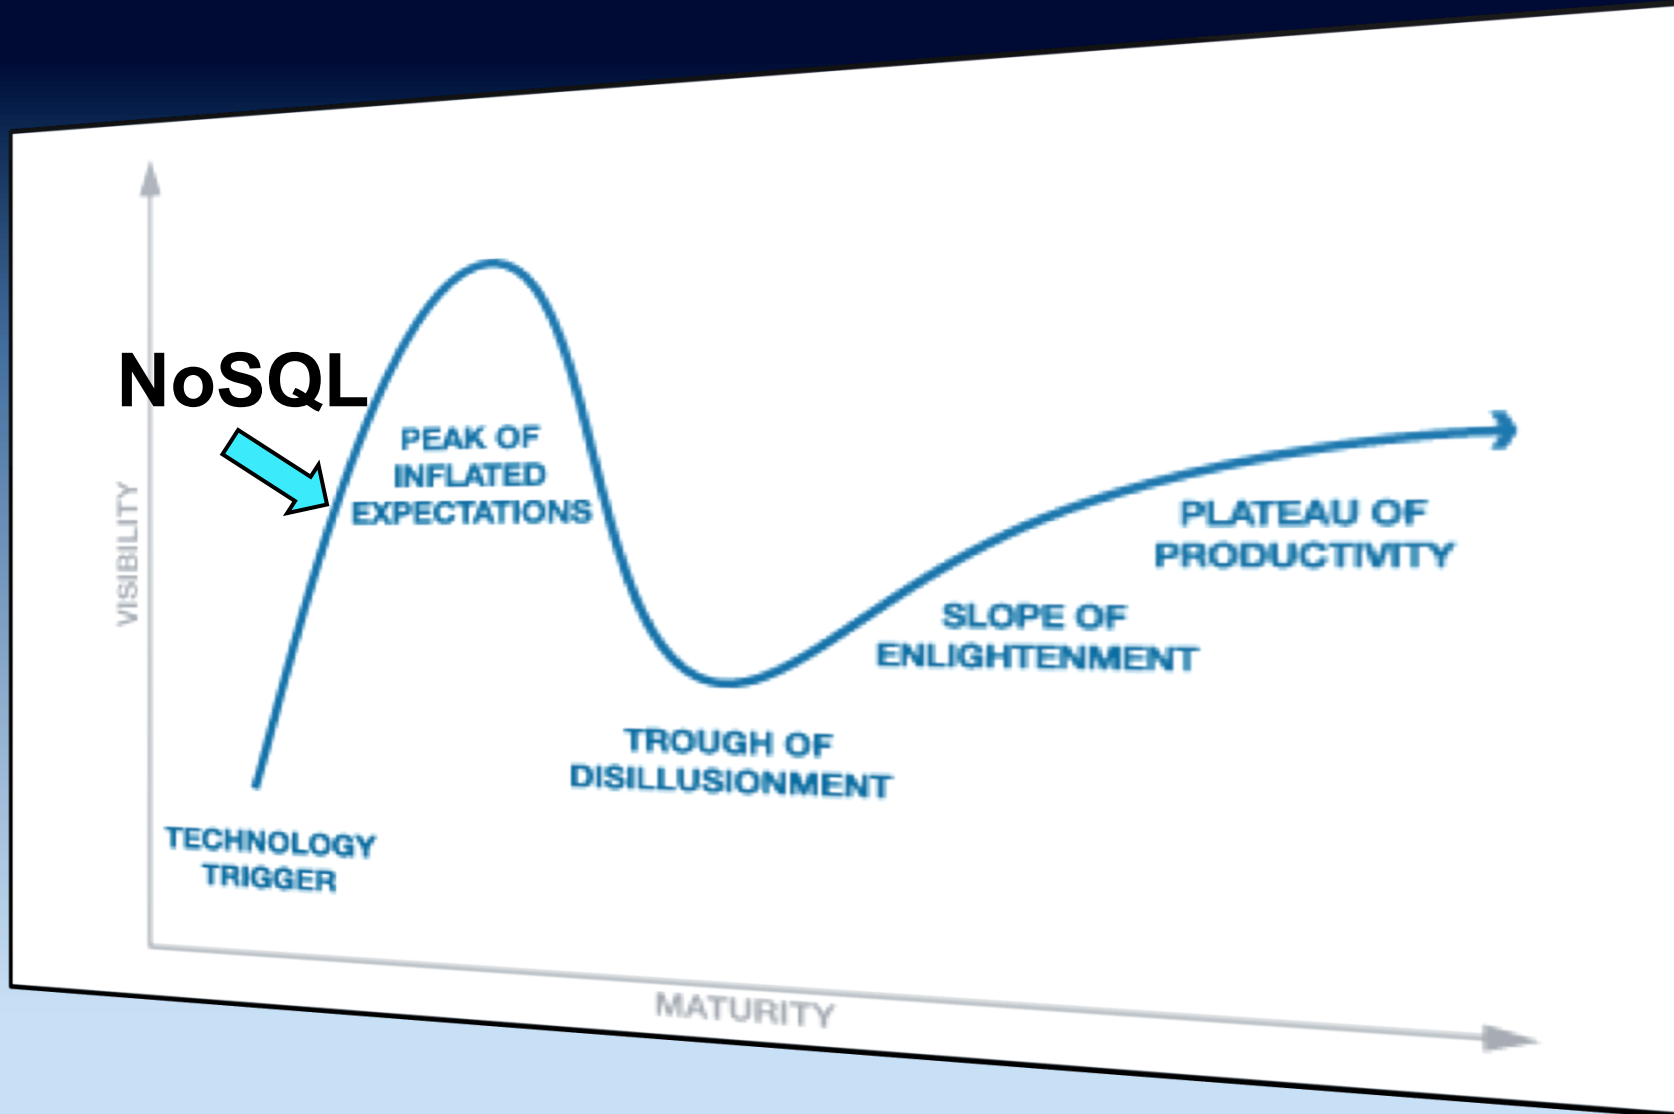 NoSQL
PEAK OF
INFLATED
EXPECTATIONS
VISIBILITY
PLATEAU OF
PRODUCTIVITY
SLOPE OF
ENLIGHTENMENT
TROUGH OF
DISILLUSIONMENT
TECHNOLOGY
TRIGGER
MATURITY